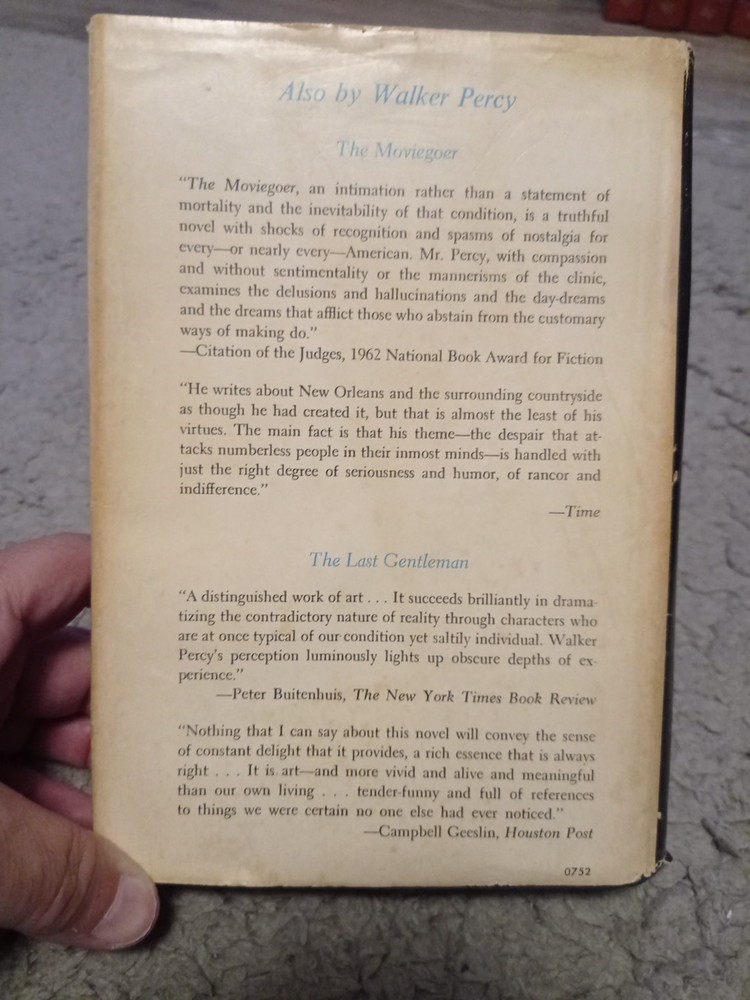 Also by Walker Percy
The Moviegoer
"The Moviegoer, an intimation rather than a statement of
mortality and the inevitability of that condition, is a truthful
novel with shocks of recognition and spasms of nostalgia for
every—or nearly every—American. Mr. Percy, with compassion
and without sentimentality or the mannerisms of the clinic,
examines the delusions and hallucinations and the day-dreams
and the dreams that afflict those who abstain from the customary
ways of making do."
—Citation of the Judges, 1962 National Book Award for Fiction
"He writes about New Orleans and the surrounding countryside
as though he had created it, but that is almost the least of his
virtues. The main fact is that his theme—the despair that at-
tacks numberless people in their inmost minds—is handled with
just the right degree of seriousness and humor, of rancor and
indifference."
—Time
The Last Gentleman
"A distinguished work of art . . . It succeeds brilliantly in drama-
tizing the contradictory nature of reality through characters who
are at once typical of our condition yet saltily individual. Walker
Percy's perception luminously lights up obscure depths of ex-
perience."
—Peter Buitenhuis, The New York Times Book Review
"Nothing that I can say about this novel will convey the sense
of constant delight that it provides, a rich essence that is always
right . . . It is art—and more vivid and alive and meaningful
than our own living . . . tender-funny and full of references
to things we were certain no one else had ever noticed."
—Campbell Geeslin, Houston Post
0752